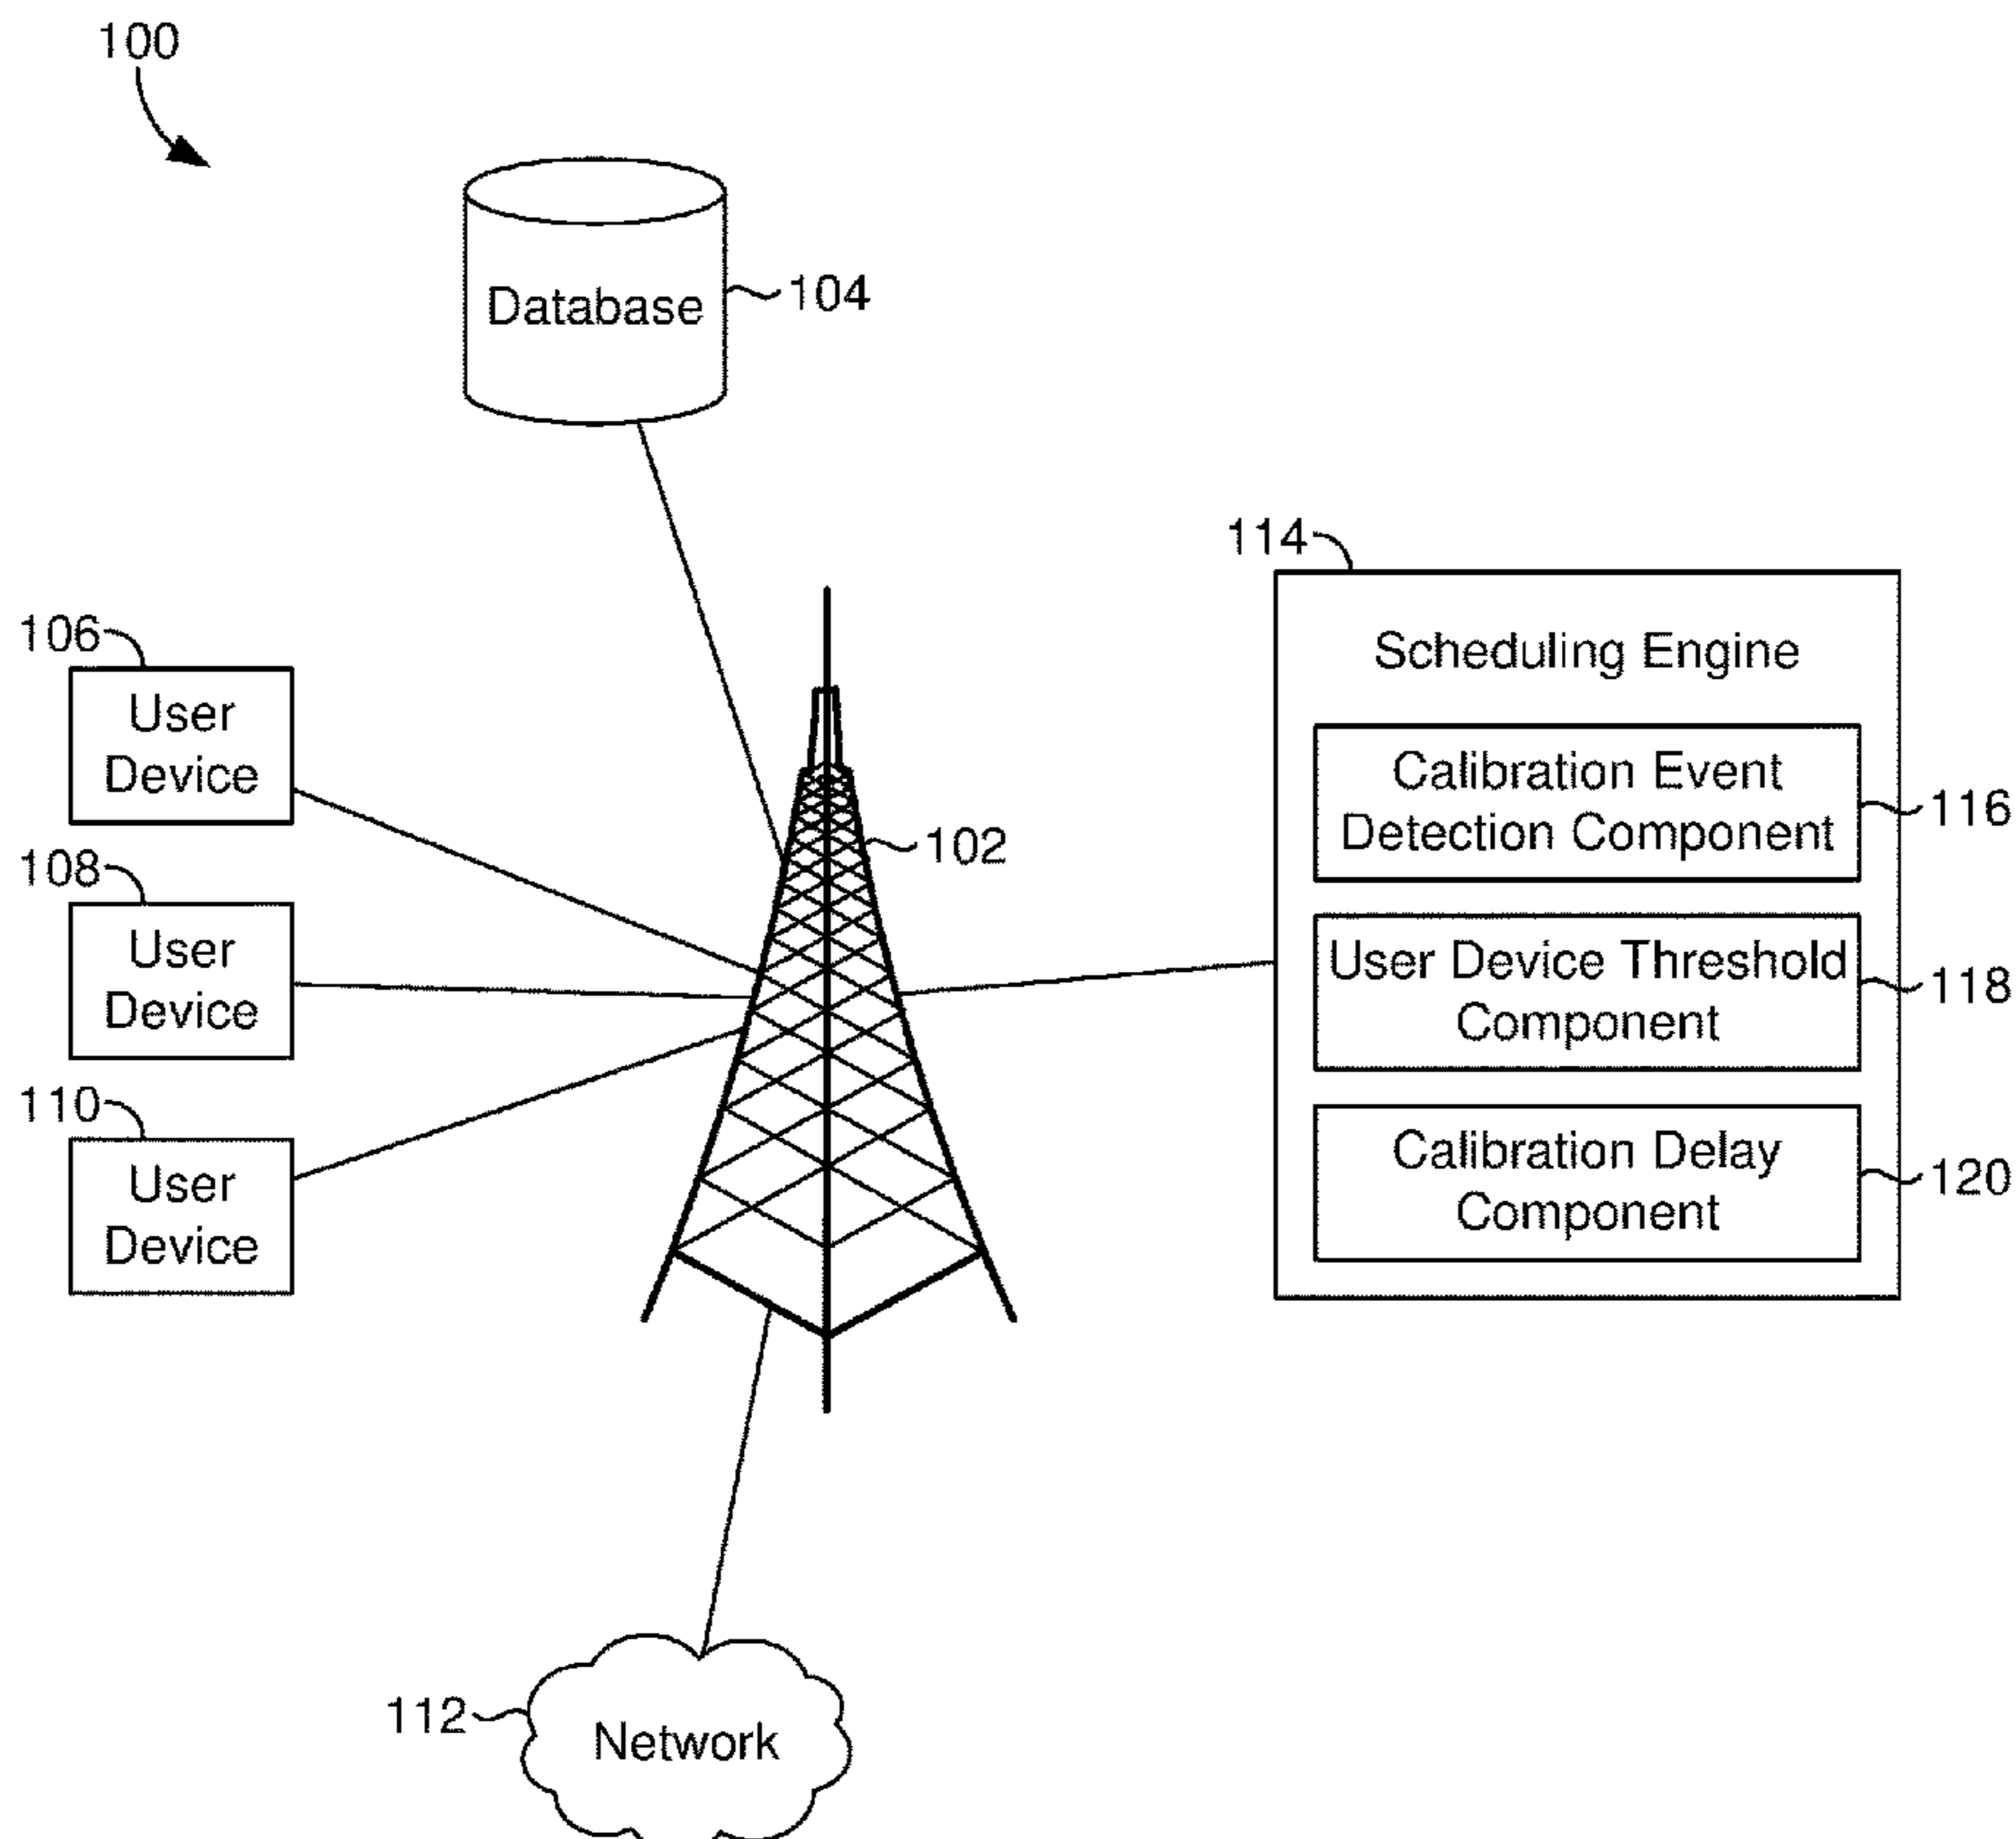 100
Database
104
114
Scheduling Engine
106
User
Device
Calibration Event
Detection Component
116
102
108
User
Device
User Device Threshold
Component
118
110
User
Device
Calibration Delay
Component
120
112
Network